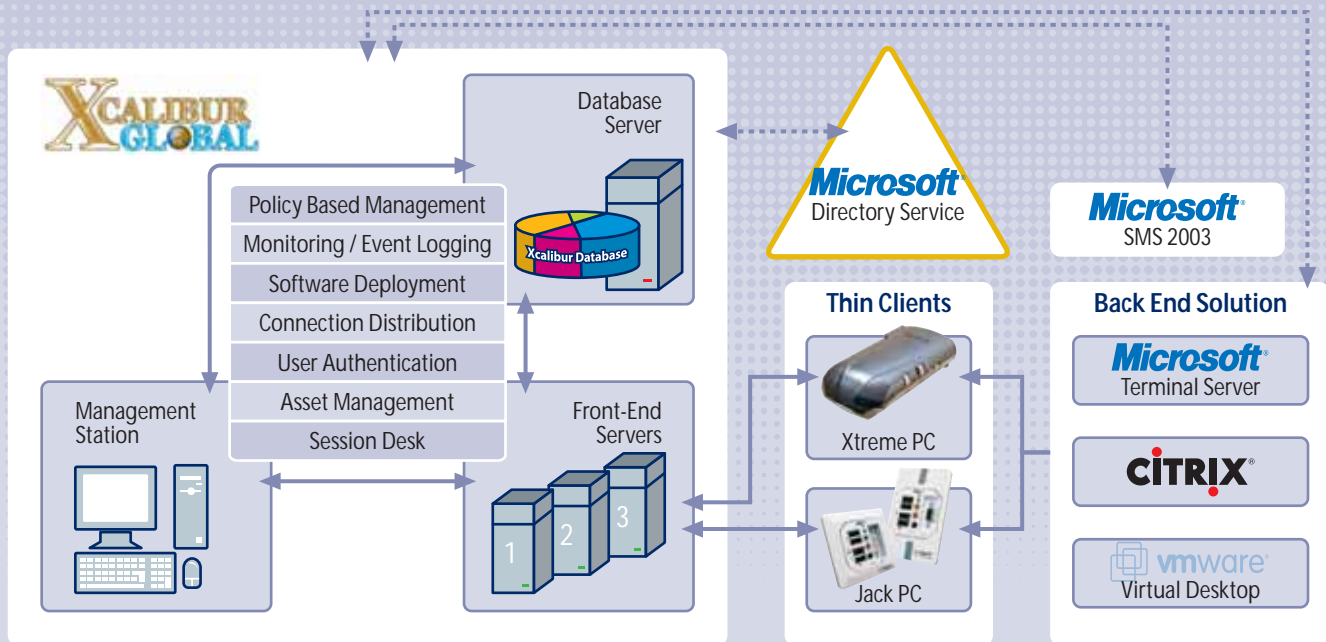 XCALIBUR
GLOBAL
Database
Server
Xcalibur Database
Policy Based Management
Monitoring / Event Logging
Software Deployment
Connection Distribution
User Authentication
Asset Management
Session Desk
Management
Station
Front-End
Servers
1
2
3
Microsoft®
Directory Service
Microsoft®
SMS 2003
Thin Clients
Xtreme PC
Jack PC
Back End Solution
Microsoft®
Terminal Server
CİTRIX®
vmware®
Virtual Desktop